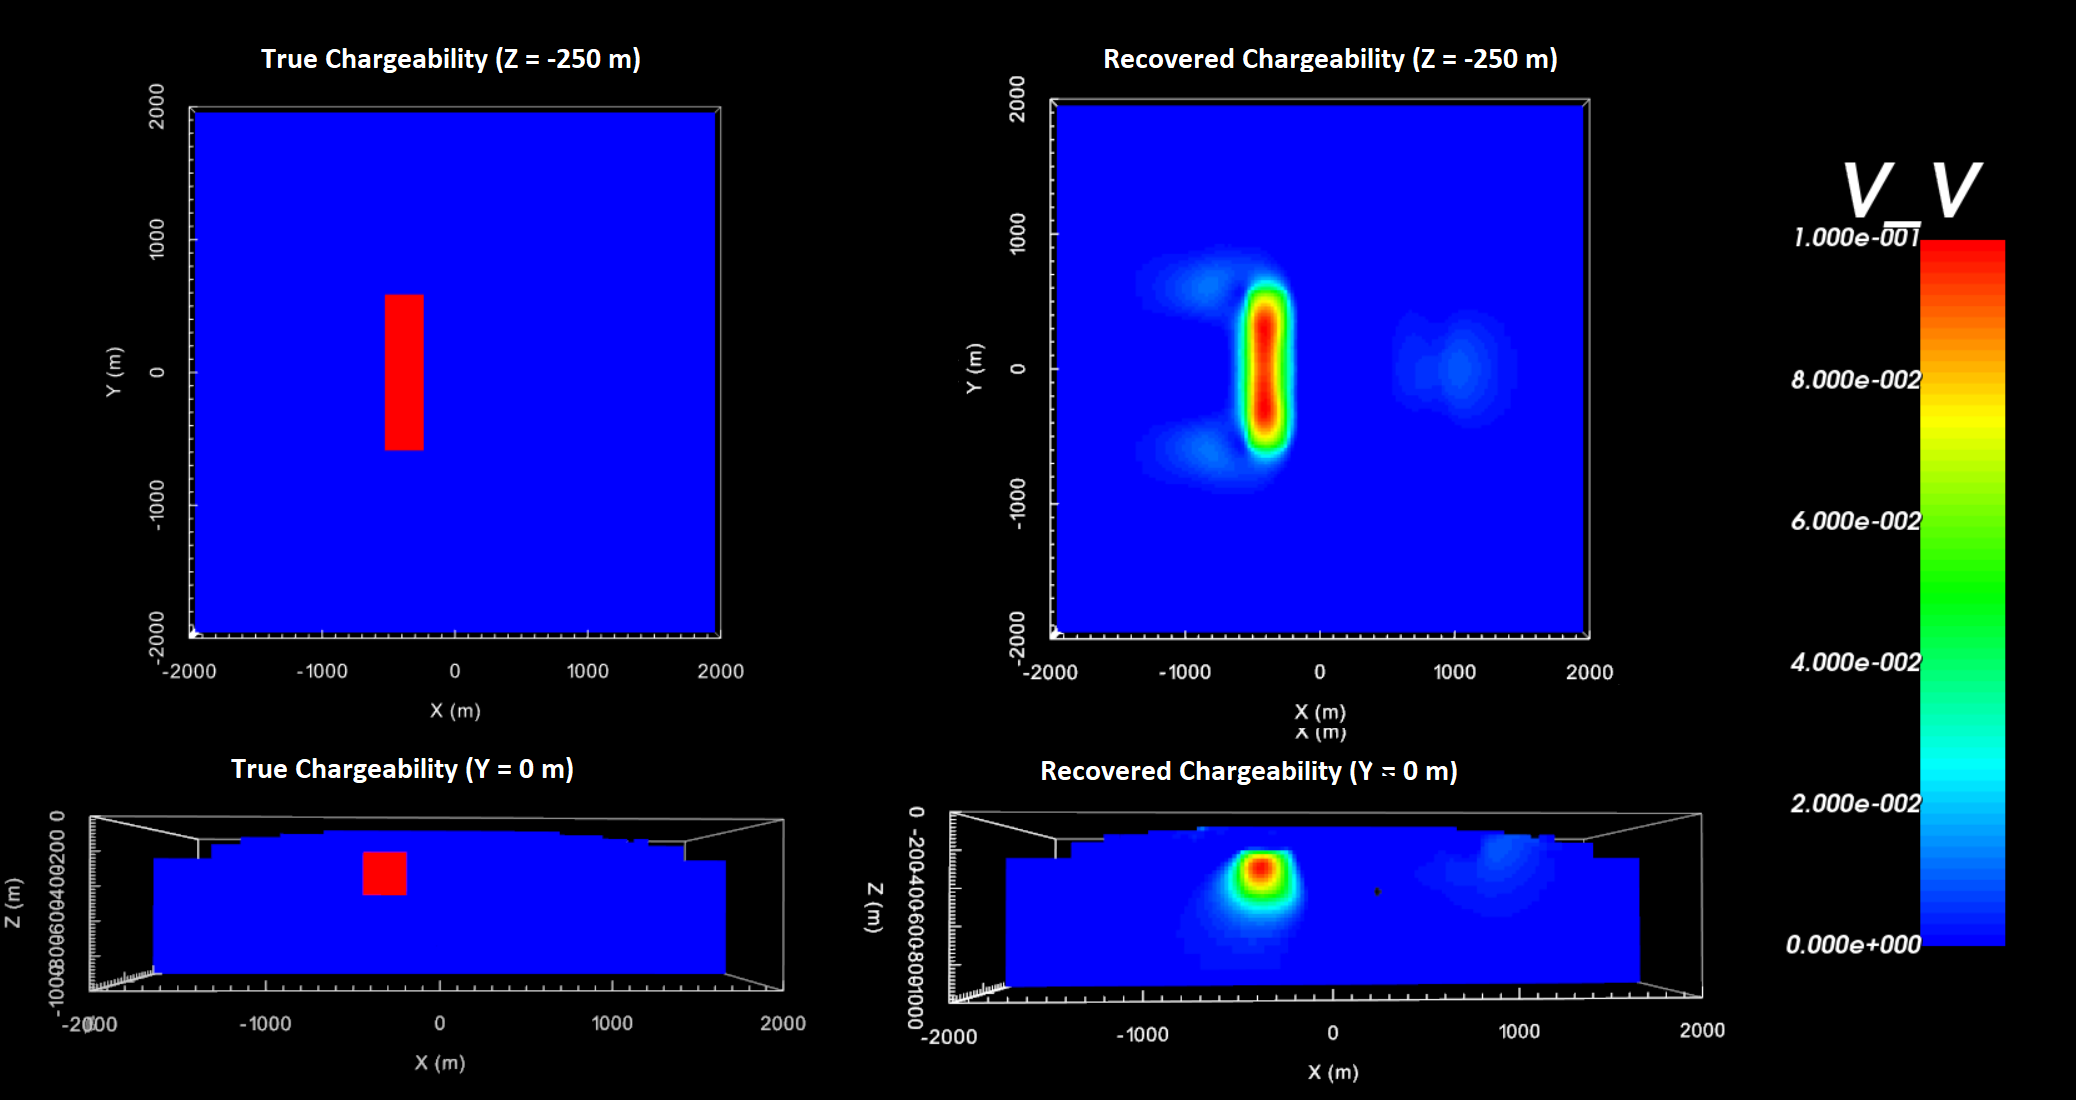 True Chargeability (Z = -250 m)
2000
1000
0
-1000
-2000
Y (m)
-2000 -1000 0 1000 2000
X (m)
Recovered Chargeability (Z = -250 m)
2000
1000
0
-1000
-2000
Y (m)
-2000 -1000 0 1000 2000
X (m)
X (m)
V_V
1.000e-001
8.000e-002
6.000e-002
4.000e-002
2.000e-002
0.000e+000
True Chargeability (Y = 0 m)
0
Z (m)
-1000 0 1000 2000
X (m)
Recovered Chargeability (Y = 0 m)
0
-200
Z (m)
-2000 -1000 0 1000 2000
X (m)